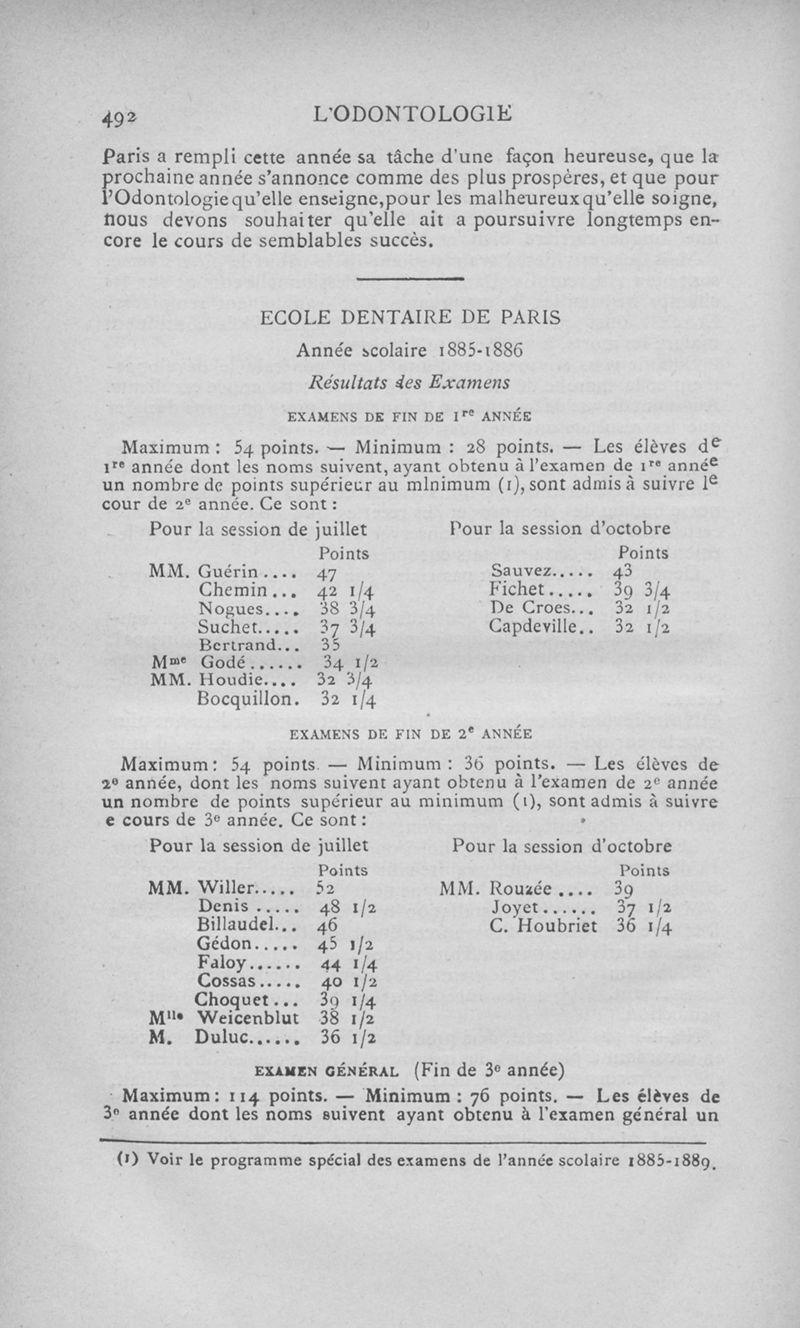 492 L'ODONTOLOGIE
Paris a rempli cette année sa tâche d'une façon heureuse, que la
prochaine année s'annonce comme des plus prospères, et que pour
l'Odontologie qu'elle enseigne, pour les malheureux qu'elle soigne,
nous devons souhaiter qu'elle ait a poursuivre longtemps en-
core le cours de semblables succès.
ECOLE DENTAIRE DE PARIS
Année scolaire 1885-1886
Résultats des Examens
EXAMENS DE FIN DE 1re ANNÉE
Maximum : 54 points. — Minimum : 28 points. — Les élèves de
1re année dont les noms suivent, ayant obtenu à l'examen de 1re année
un nombre de points supérieur au minimum (1), sont admis à suivre le
cour de 2e année. Ce sont :
Pour la session de juillet
Points
MM. Guérin .... 47
Chemin ... 42 1/4
Nogues.... 38 3/4
Suchet..... 37 3/4
Bertrand... 35
Mme Godé ...... 34 1/2
MM. Houdie.... 32 3/4
Bocquillon. 32 1/4
Pour la session d'octobre
Points
Sauvez..... 43
Fichet..... 39 3/4
De Croes... 32 1/2
Capdeville.. 32 1/2
EXAMENS DE FIN DE 2e ANNÉE
Maximum : 54 points. — Minimum : 36 points. — Les élèves de
2e année, dont les noms suivent ayant obtenu à l'examen de 2e année
un nombre de points supérieur au minimum (1), sont admis à suivre
e cours de 3e année. Ce sont :
Pour la session de juillet
Points
MM. Willer..... 52
Denis ..... 48 1/2
Billaudel... 46
Gédon..... 45 1/2
Faloy...... 44 1/4
Cossas ..... 40 1/2
Choquet ... 39 1/4
Mlle Weicenblut 38 1/2
M. Duluc...... 36 1/2
Pour la session d'octobre
Points
MM. Rouzée .... 39
Joyet...... 37 1/2
C. Houbriet 36 1/4
EXAMEN GÉNÉRAL (Fin de 3e année)
Maximum : 114 points. — Minimum : 76 points. — Les élèves de
3e année dont les noms suivent ayant obtenu à l'examen général un
(1) Voir le programme spécial des examens de l'année scolaire 1885-1889.